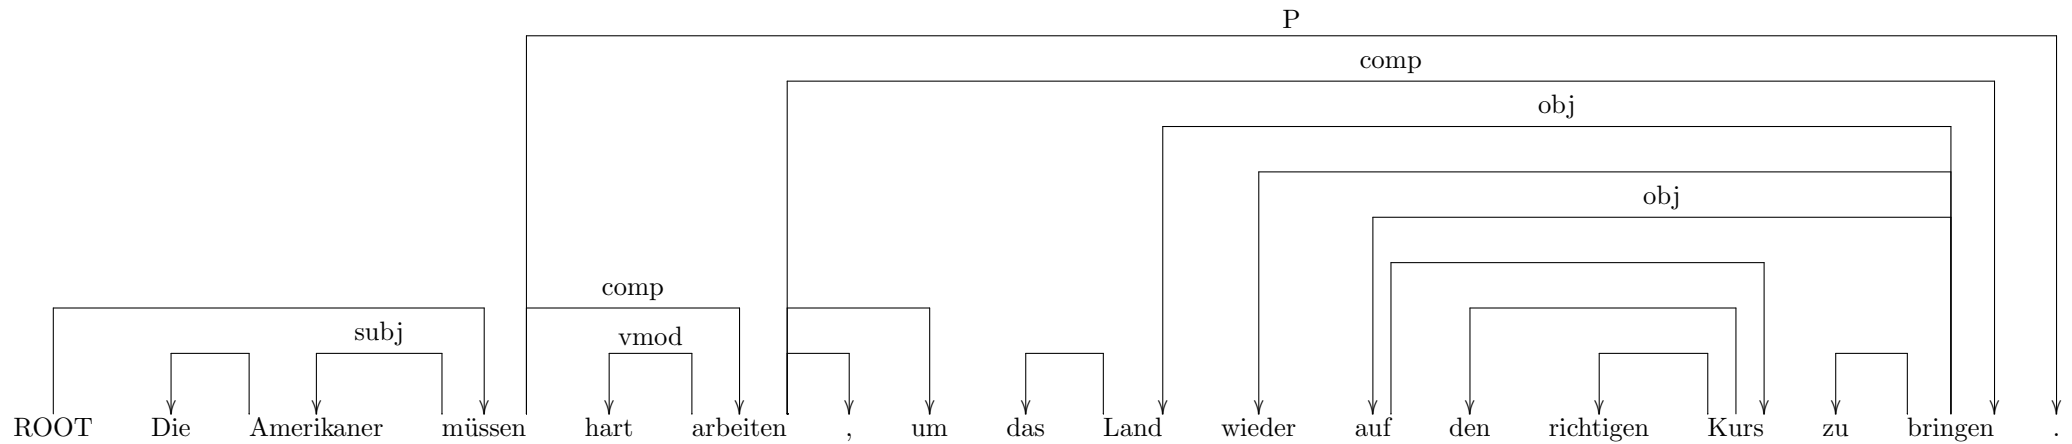 P
comp
obj
obj
comp
subj
vmod
ROOT Die Amerikaner müssen hart arbeiten , um das Land wieder auf den richtigen Kurs zu bringen .